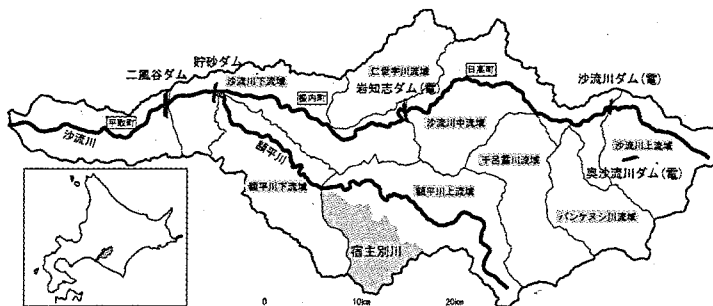 貯砂ダム
二風谷ダム
沙流川下流域
仁世宇川流域
日高町
岩知志ダム(電)
沙流川ダム(電)
平取町
沙流川
沙流川中流域
沙流川上流域
額平川
千呂露川流域
奥沙流川ダム(電)
額平川下流域
額平川上流域
パンケヌシ川流域
宿主別川
0 10km 20km